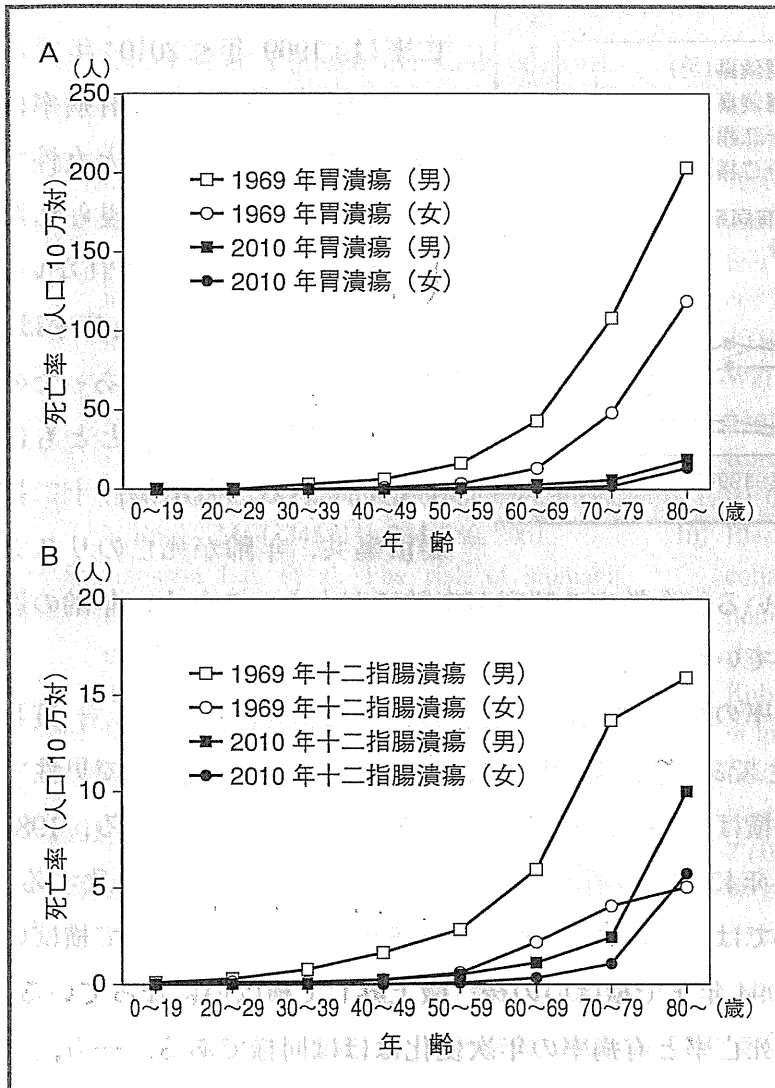 A
(人)
250
200
150
100
50
0
死亡率（人口 10 万対）
1969 年胃潰瘍（男）
1969 年胃潰瘍（女）
2010 年胃潰瘍（男）
2010 年胃潰瘍（女）
0~19 20~29 30~39 40~49 50~59 60~69 70~79 80~ (歳)
年 齢
B
(人)
20
15
10
5
0
死亡率（人口 10 万対）
1969 年十二指腸潰瘍（男）
1969 年十二指腸潰瘍（女）
2010 年十二指腸潰瘍（男）
2010 年十二指腸潰瘍（女）
0~19 20~29 30~39 40~49 50~59 60~69 70~79 80~ (歳)
年 齢